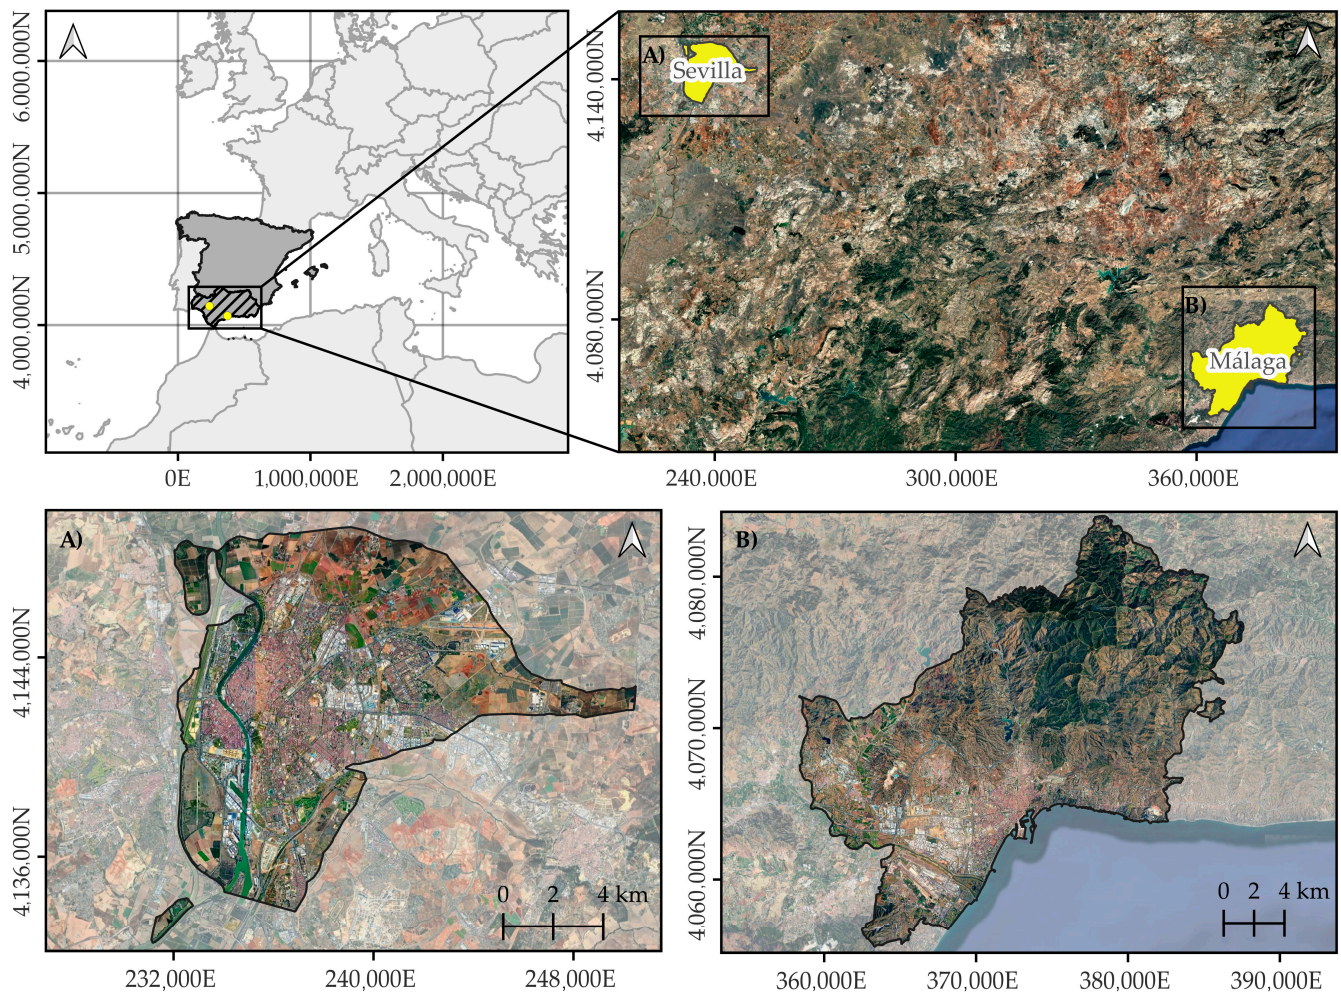 6,000,000N
5,000,000N
4,000,000N
0E
1,000,000E
2,000,000E
A)
Sevilla
B)
Málaga
4,140,000N
4,080,000N
240,000E
300,000E
360,000E
A)
4,144,000N
4,136,000N
0 2 4 km
232,000E
240,000E
248,000E
B)
4,080,000N
4,070,000N
4,060,000N
0 2 4 km
360,000E
370,000E
380,000E
390,000E